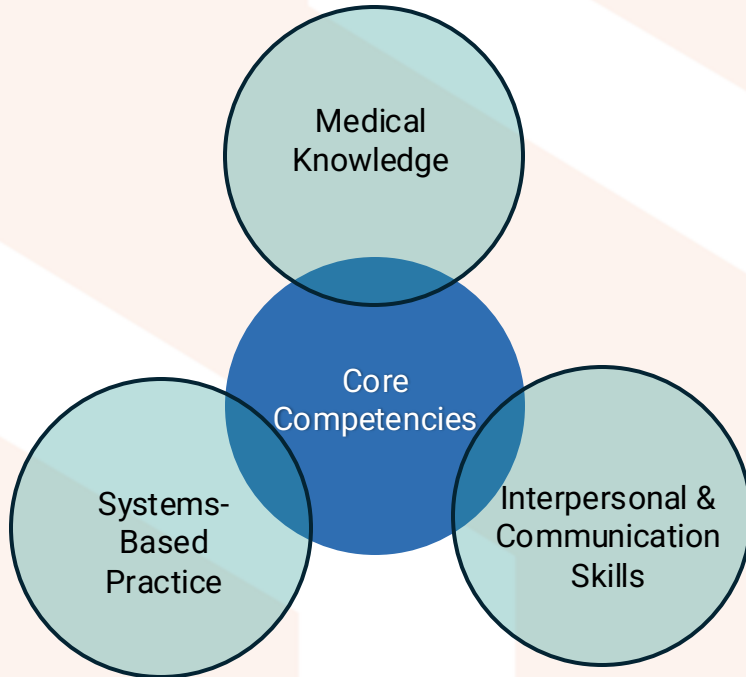 Medical
Knowledge
Core
Competencies
Systems-
Based
Practice
Interpersonal &
Communication
Skills